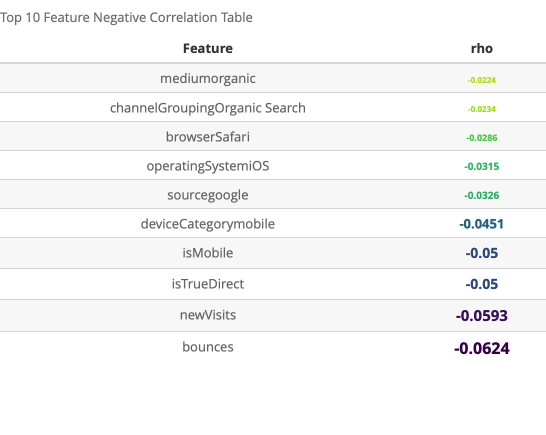 Top 10 Feature Negative Correlation Table
Feature rho
mediumorganic -0.0224
channelGroupingOrganic Search -0.0234
browserSafari -0.0286
operatingSystemiOS -0.0315
sourcegoogle -0.0326
deviceCategorymobile -0.0451
isMobile -0.05
isTrueDirect -0.05
newVisits -0.0593
bounces -0.0624